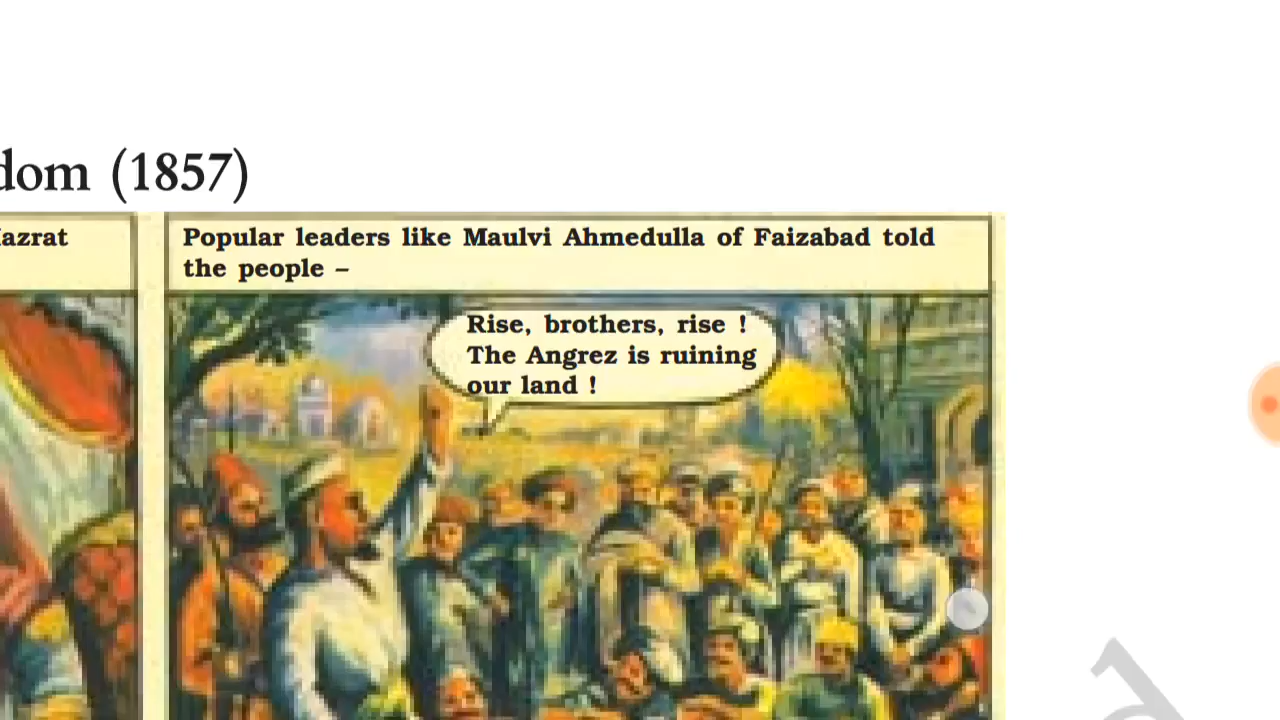 dom (1857)
azrat
Popular leaders like Maulvi Ahmedulla of Faizabad told
the people –
Rise, brothers, rise !
The Angrez is ruining
our land !